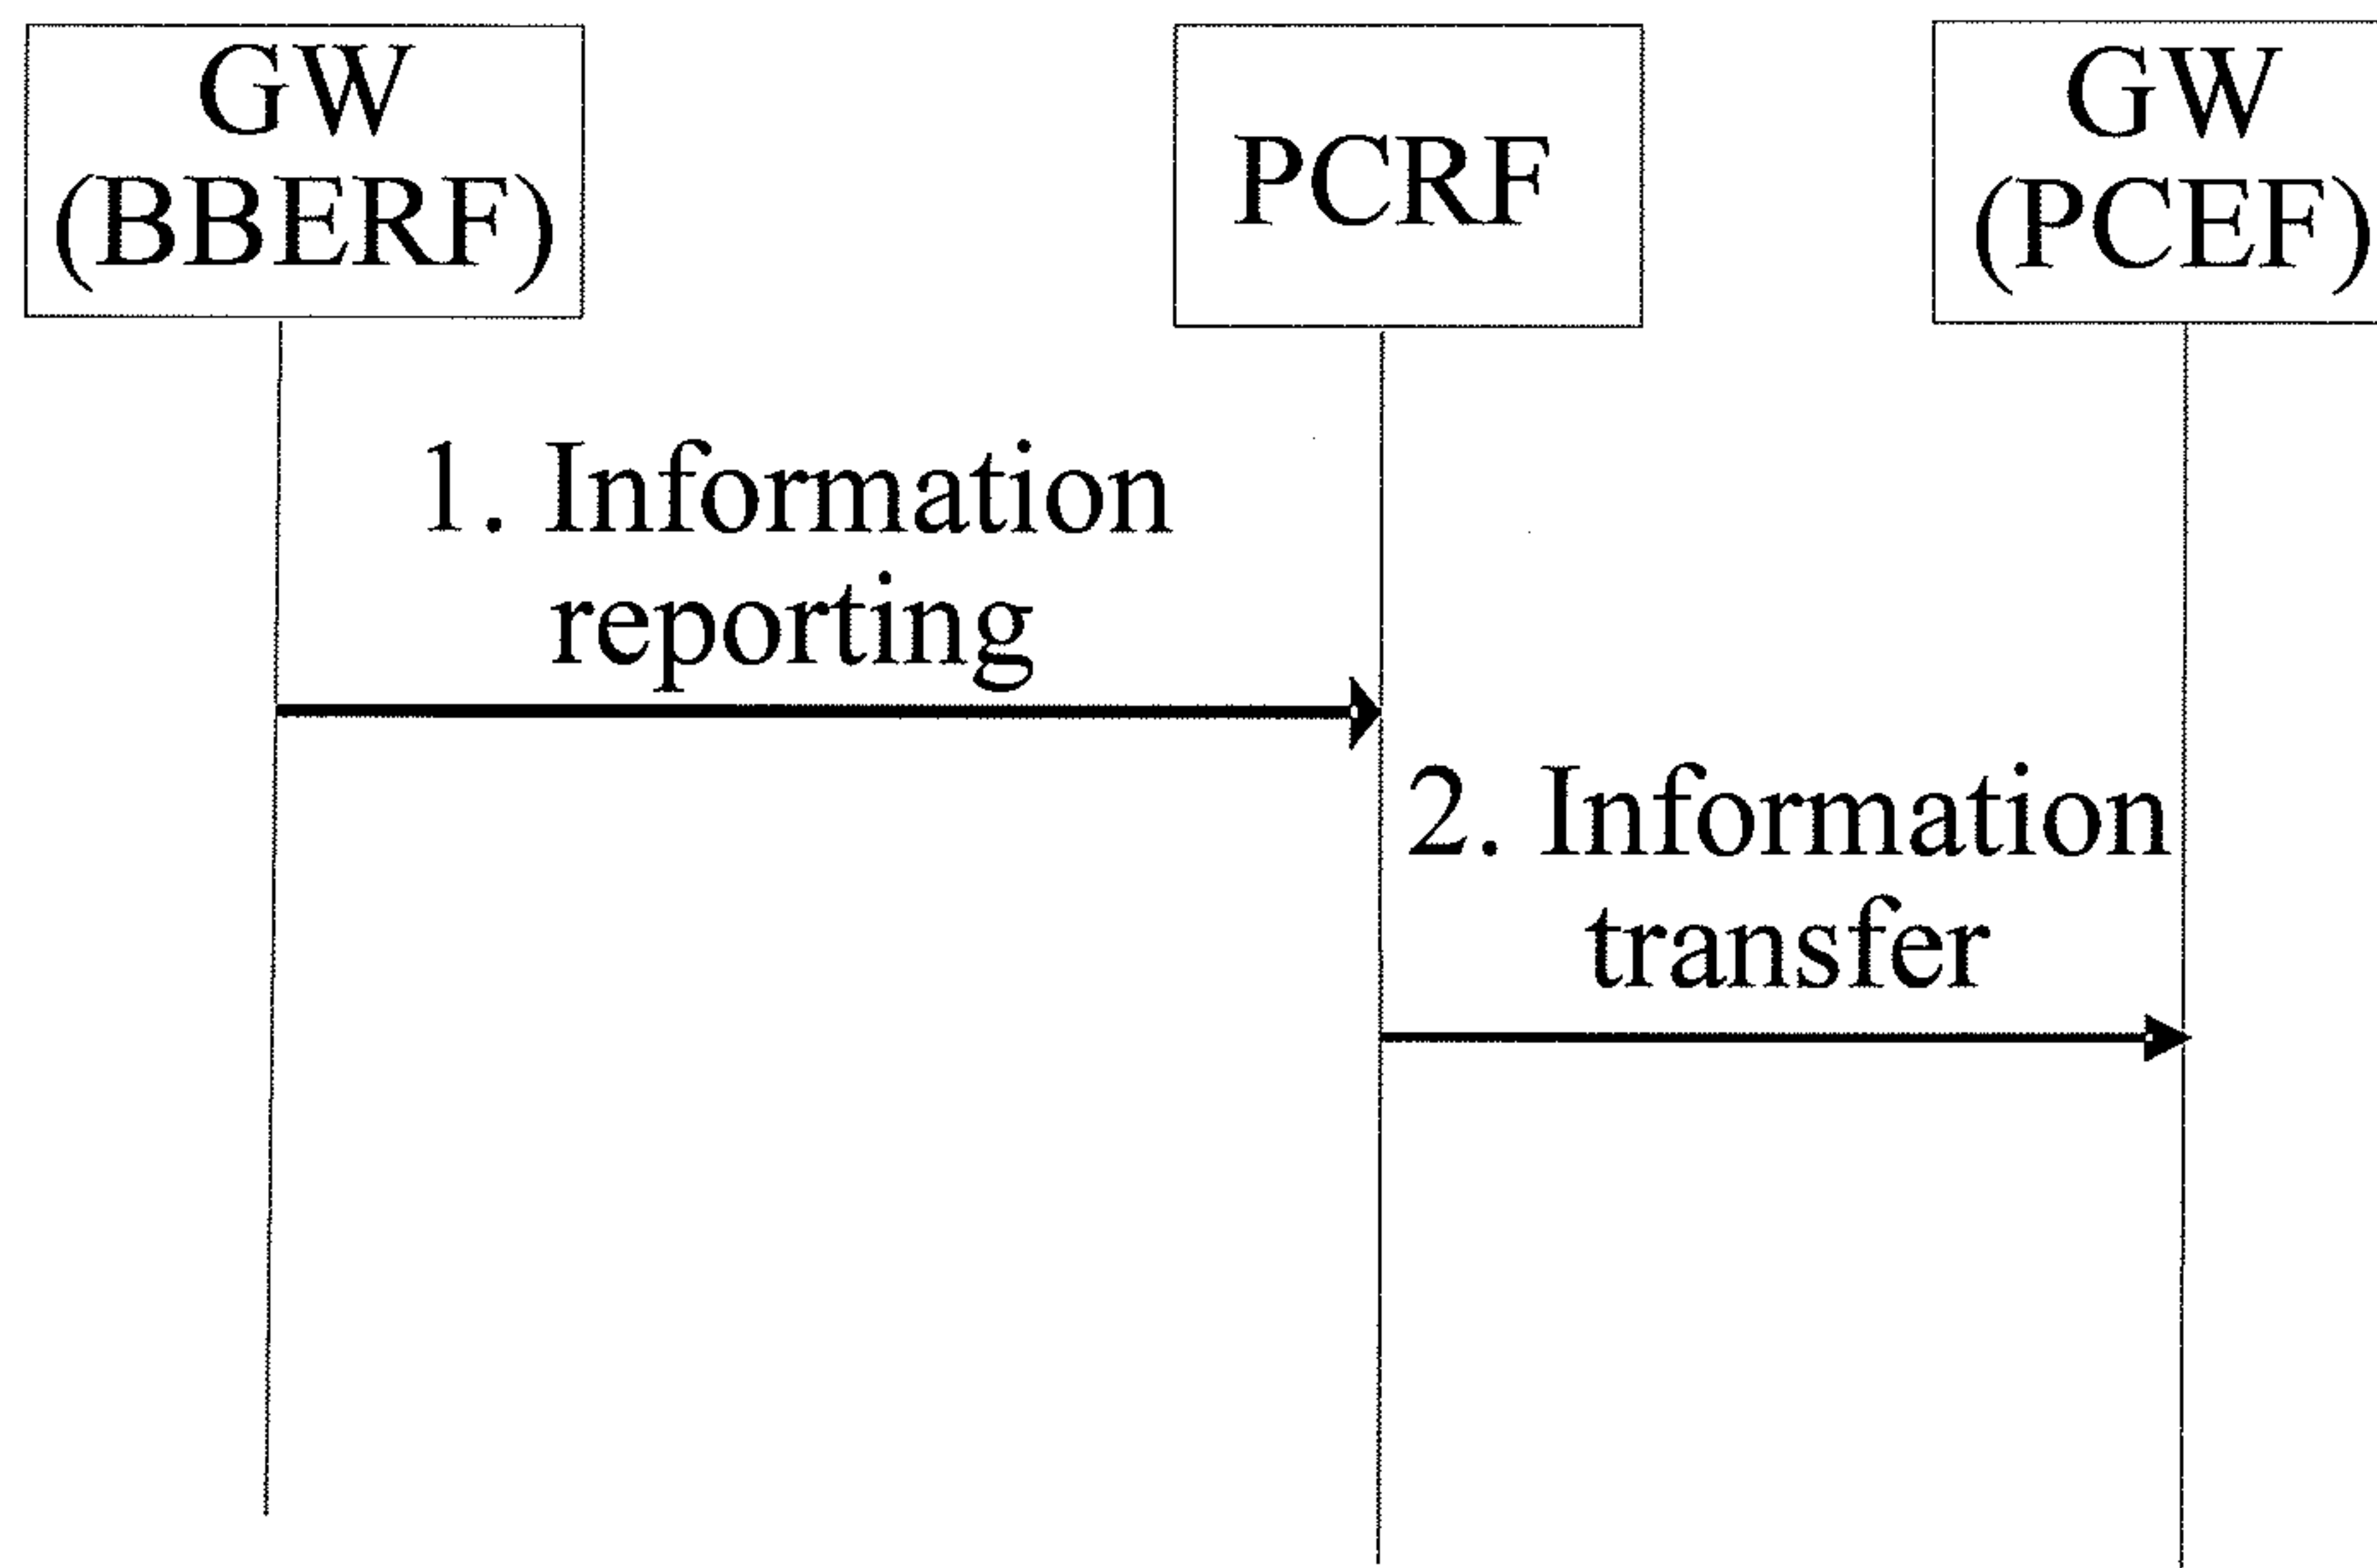 GW
(BBERF)
PCRF
GW
(PCEF)
1. Information
reporting
2. Information
transfer